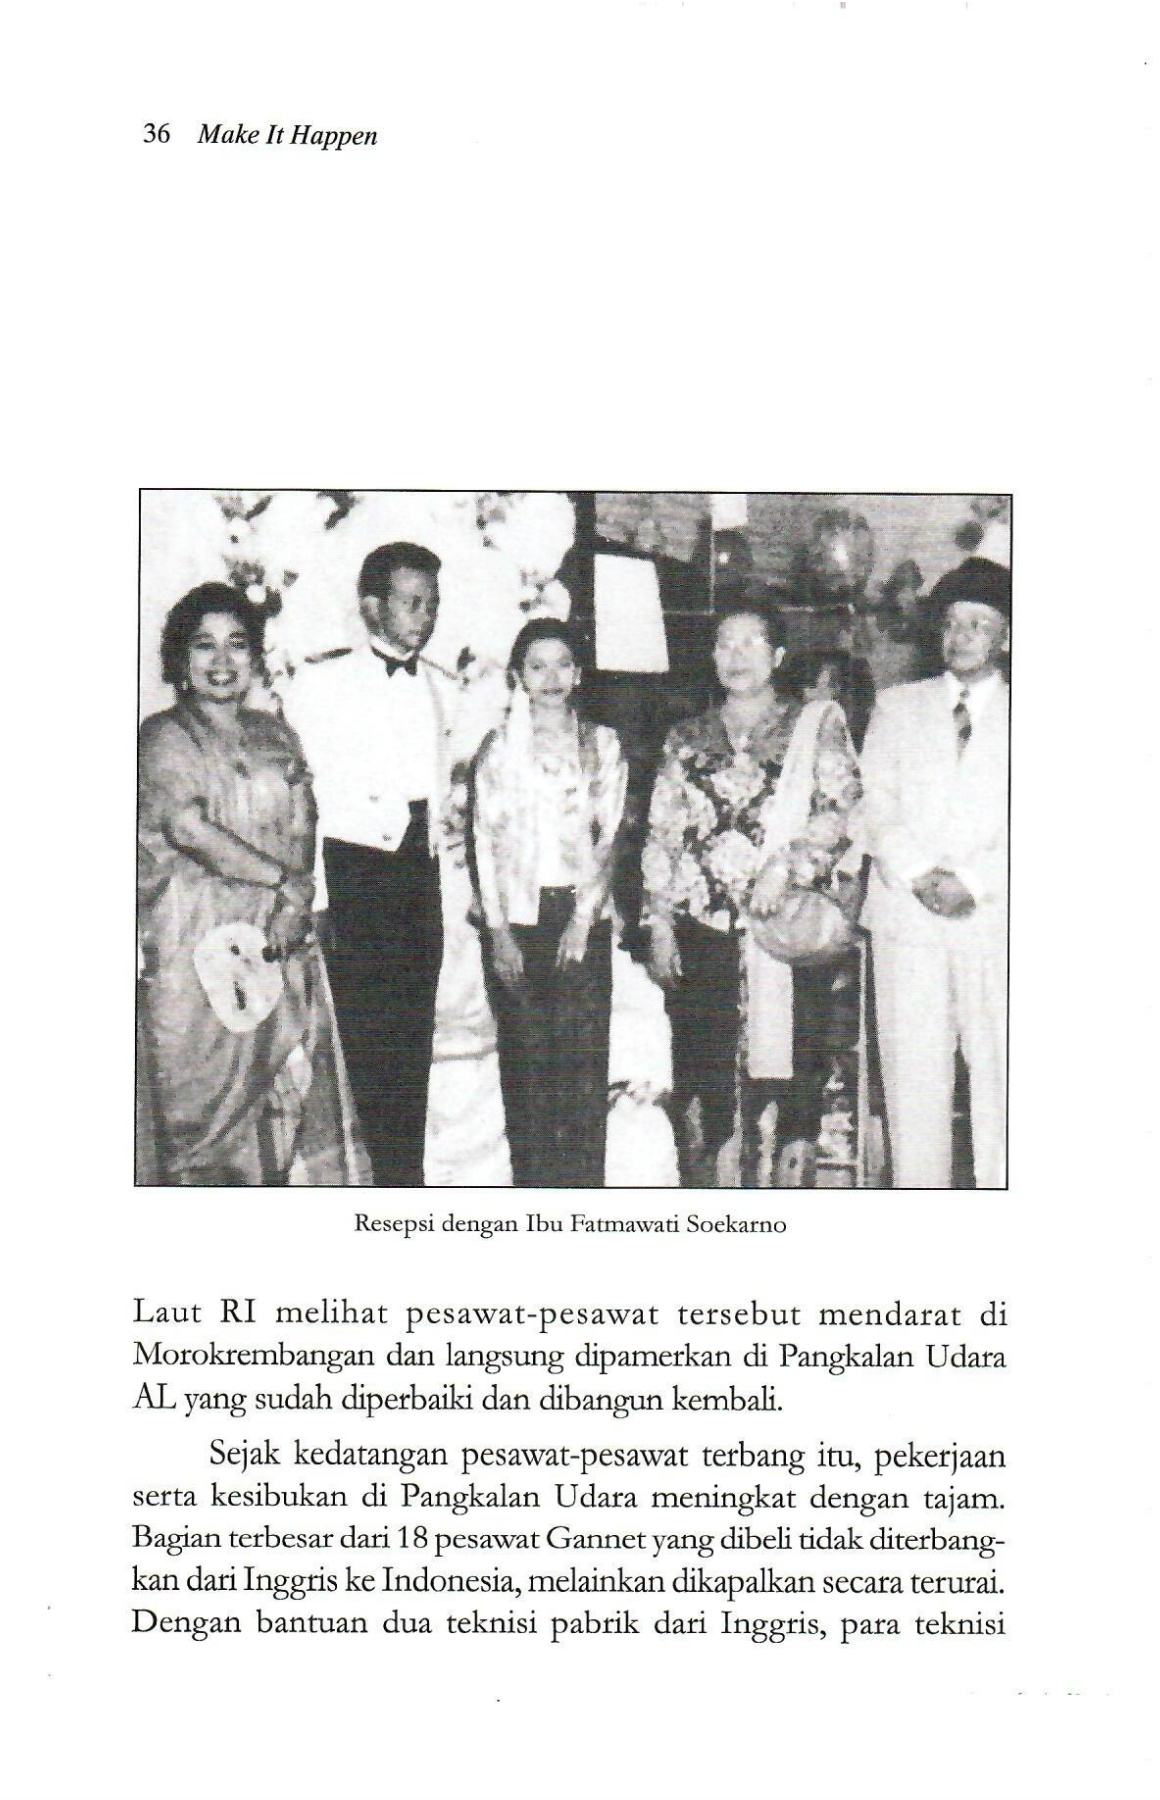 36 Make It Happen
Resepsi dengan Ibu Fatmawati Soekarno
Laut RI melihat pesawat-pesawat tersebut mendarat di
Morokrembangan dan langsung dipamerkan di Pangkalan Udara
AL yang sudah diperbaiki dan dibangun kembali.
Sejak kedatangan pesawat-pesawat terbang itu, pekerjaan
serta kesibukan di Pangkalan Udara meningkat dengan tajam.
Bagian terbesar dari 18 pesawat Gannet yang dibeli tidak diterbang-
kan dari Inggris ke Indonesia, melainkan dikapalkan secara terurai.
Dengan bantuan dua teknisi pabrik dari Inggris, para teknisi